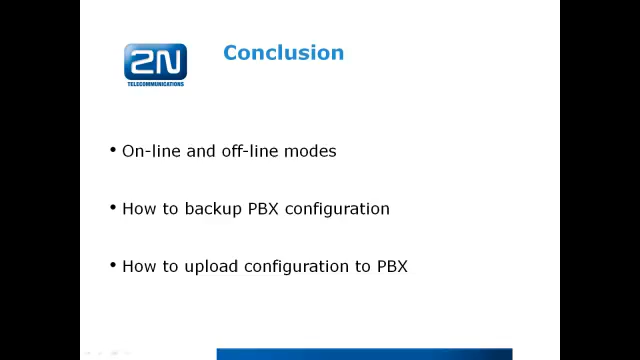 Conclusion
2N
TELECOMMUNICATIONS
• On-line and off-line modes
• How to backup PBX configuration
• How to upload configuration to PBX